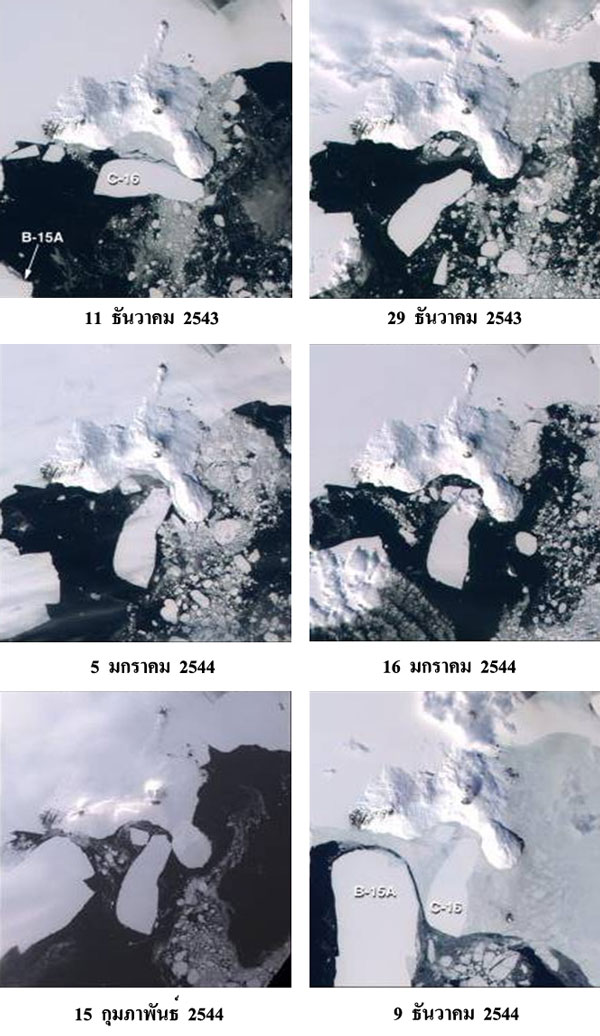 C-16
B-15A
11 ธันวาคม 2543
29 ธันวาคม 2543
5 มกราคม 2544
16 มกราคม 2544
B-15A
C-16
15 กุมภาพันธ์ 2544
9 ธันวาคม 2544